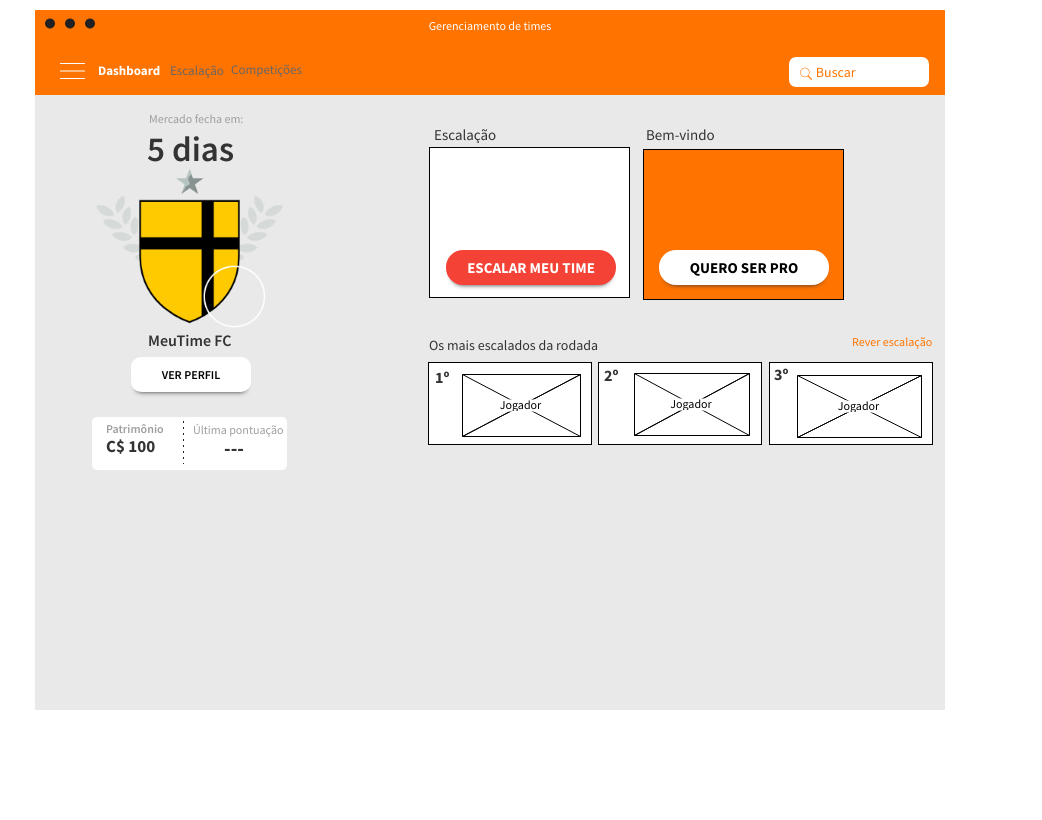 Gerenciamento de times
Dashboard Escalação Competições
Buscar
Mercado fecha em:
5 dias
MeuTime FC
VER PERFIL
Patrimônio
C$ 100
Última pontuação
---
Escalação
ESCALAR MEU TIME
Bem-vindo
QUERO SER PRO
Os mais escalados da rodada
Rever escalação
1º
Jogador
2º
Jogador
3º
Jogador